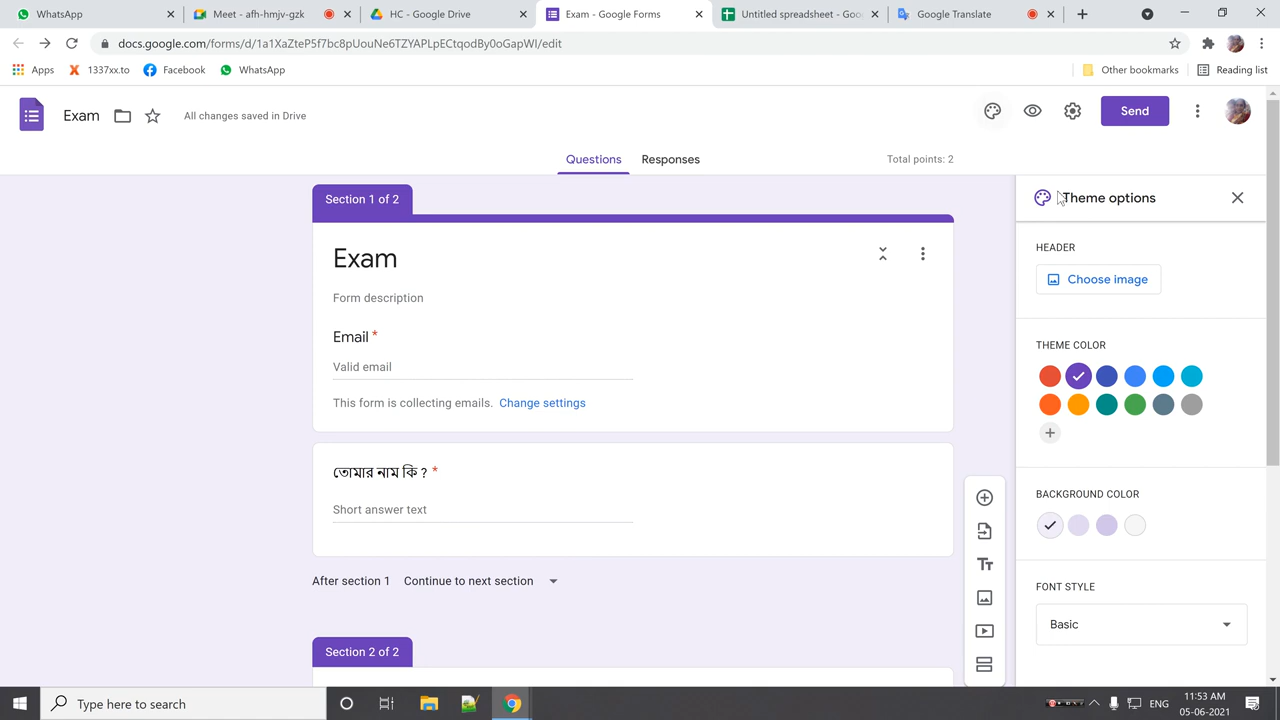 WhatsApp
Meet - afh-hmjv-gzk
HC - Google Drive
Exam - Google Forms
Untitled spreadsheet - Goo
Google Translate
docs.google.com/forms/d/1a1XaZteP5f7bc8pUouNe6TZYAPLpECtqodBy0oGapWI/edit
Apps
1337xx.to
Facebook
WhatsApp
Other bookmarks
Reading list
Exam
All changes saved in Drive
Send
Questions
Responses
Total points: 2
Section 1 of 2
Theme options
Exam
Form description
Email *
Valid email
This form is collecting emails. Change settings
তোমার নাম কি ? *
Short answer text
After section 1 Continue to next section
Section 2 of 2
HEADER
Choose image
THEME COLOR
BACKGROUND COLOR
FONT STYLE
Basic
Type here to search
ENG
11:53 AM
05-06-2021